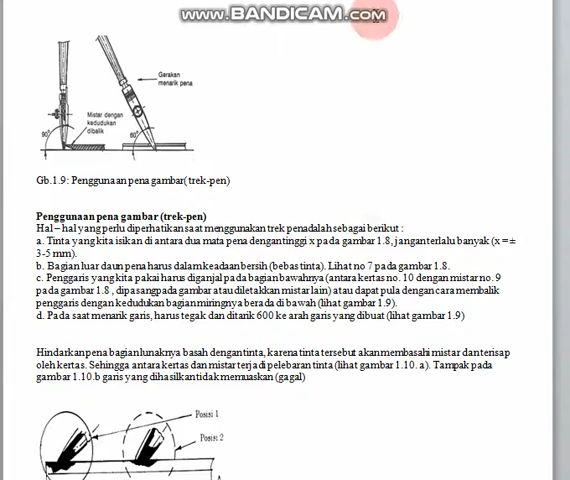 www.BANDICAM.com
Gerakan
menarik pena
Mistar dengan
kedudukan
dibalik
90°
60°
Gb.1.9: Penggunaan pena gambar( trek-pen)
Penggunaan pena gambar (trek-pen)
Hal – hal yang perlu diperhatikan saat menggunakan trek pen adalah sebagai berikut :
a. Tinta yang kita isikan di antara dua mata pena dengan tinggi x pada gambar 1.8, jangan terlalu banyak (x = ±
3-5 mm).
b. Bagian luar daun pena harus dalam keadaan bersih (bebas tinta). Lihat no 7 pada gambar 1.8.
c. Penggaris yang kita pakai harus diganjal pada bagian bawahnya (antara kertas no. 10 dengan mistar no. 9
pada gambar 1.8 , dipasang pada gambar atau diletakkan mistar lain) atau dapat pula dengan cara membalik
penggaris dengan kedudukan bagian miringnya berada di bawah (lihat gambar 1.9).
d. Pada saat menarik garis, harus tegak dan ditarik 600 ke arah garis yang dibuat (lihat gambar 1.9)
Hindarkan pena bagian lunaknya basah dengan tinta, karena tinta tersebut akan membasahi mistar dan terisap
oleh kertas. Sehingga antara kertas dan mistar terjadi pelebaran tinta (lihat gambar 1.10. a). Tampak pada
gambar 1.10.b garis yang dihasilkan tidak memuaskan (gagal)
Posisi 1
Posisi 2